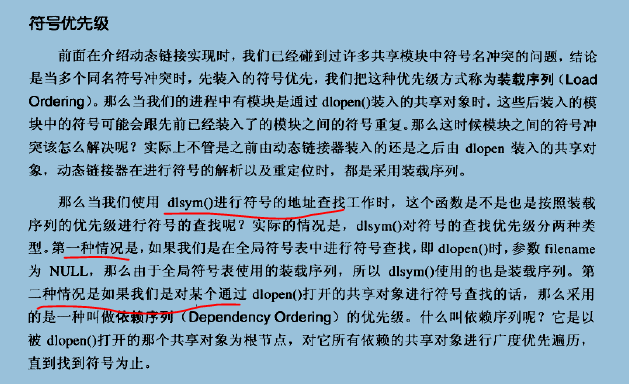 符号优先级
前面在介绍动态链接实现时，我们已经碰到过许多共享模块中符号名冲突的问题，结论
是当多个同名符号冲突时，先装入的符号优先，我们把这种优先级方式称为装载序列（Load
Ordering）。那么当我们的进程中有模块是通过 dlopen()装入的共享对象时，这些后装入的模
块中的符号可能会跟先前已经装入了的模块之间的符号重复。那么这时候模块之间的符号冲
突该怎么解决呢？实际上不管是之前由动态链接器装入的还是之后由 dlopen 装入的共享对
象，动态链接器在进行符号的解析以及重定位时，都是采用装载序列。
那么当我们使用 dlsym()进行符号的地址查找工作时，这个函数是不是也是按照装载
序列的优先级进行符号的查找呢？实际的情况是，dlsym()对符号的查找优先级分两种类
型。第一种情况是，如果我们是在全局符号表中进行符号查找，即 dlopen()时，参数 filename
为 NULL，那么由于全局符号表使用的装载序列，所以 dlsym()使用的也是装载序列。第
二种情况是如果我们是对某个通过 dlopen()打开的共享对象进行符号查找的话，那么采用
的是一种叫做依赖序列（Dependency Ordering）的优先级。什么叫依赖序列呢？它是以
被 dlopen()打开的那个共享对象为根节点，对它所有依赖的共享对象进行广度优先遍历，
直到找到符号为止。